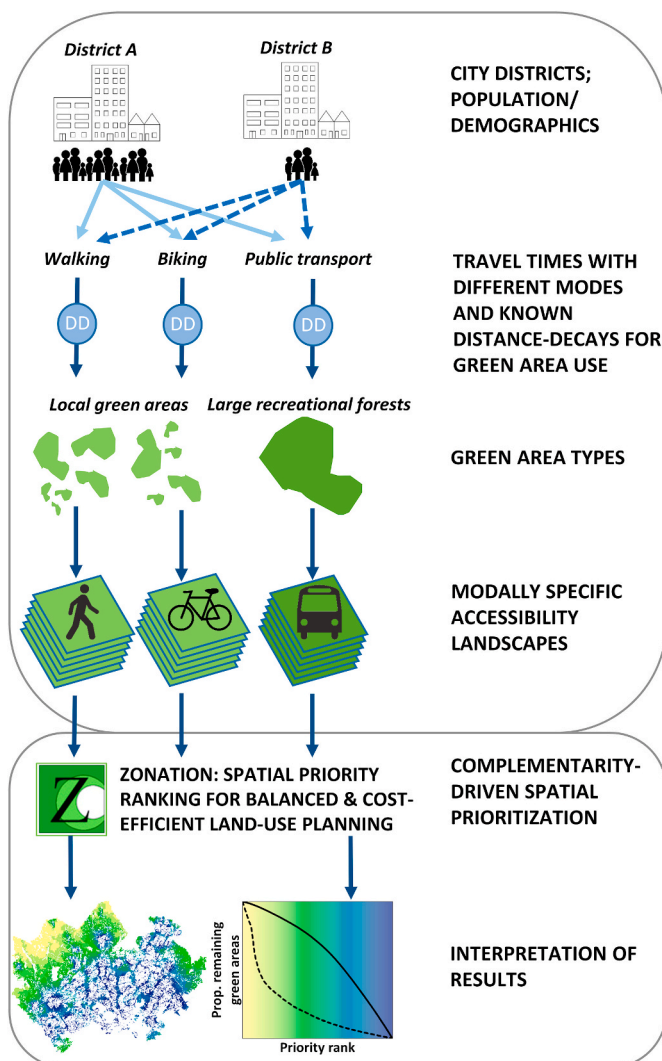 District A
District B
CITY DISTRICTS;
POPULATION/
DEMOGRAPHICS
Walking
Biking
Public transport
TRAVEL TIMES WITH
DIFFERENT MODES
AND KNOWN
DISTANCE-DECAYS FOR
GREEN AREA USE
DD
DD
DD
Local green areas
Large recreational forests
GREEN AREA TYPES
MODALLY SPECIFIC
ACCESSIBILITY
LANDSCAPES
Z
ZONATION: SPATIAL PRIORITY
RANKING FOR BALANCED & COST-
EFFICIENT LAND-USE PLANNING
COMPLEMENTARITY-
DRIVEN SPATIAL
PRIORITIZATION
Prop. remaining
green areas
Priority rank
INTERPRETATION OF
RESULTS